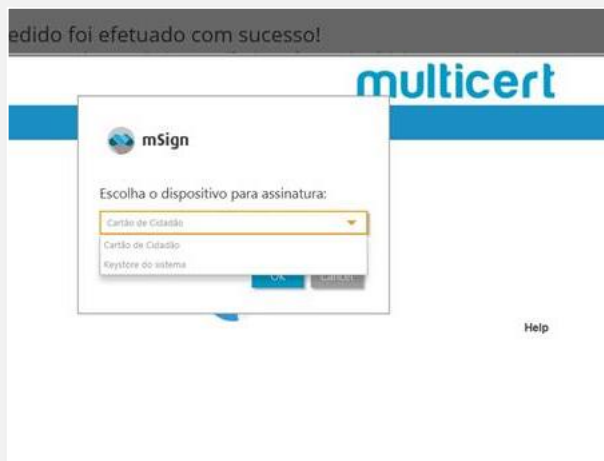 edido foi efetuado com sucesso!
multicert
mSign
Escolha o dispositivo para assinatura:
Cartão de Cidadão
Cartão de Cidadão
Keystore do sistema
OK Cancel
Help